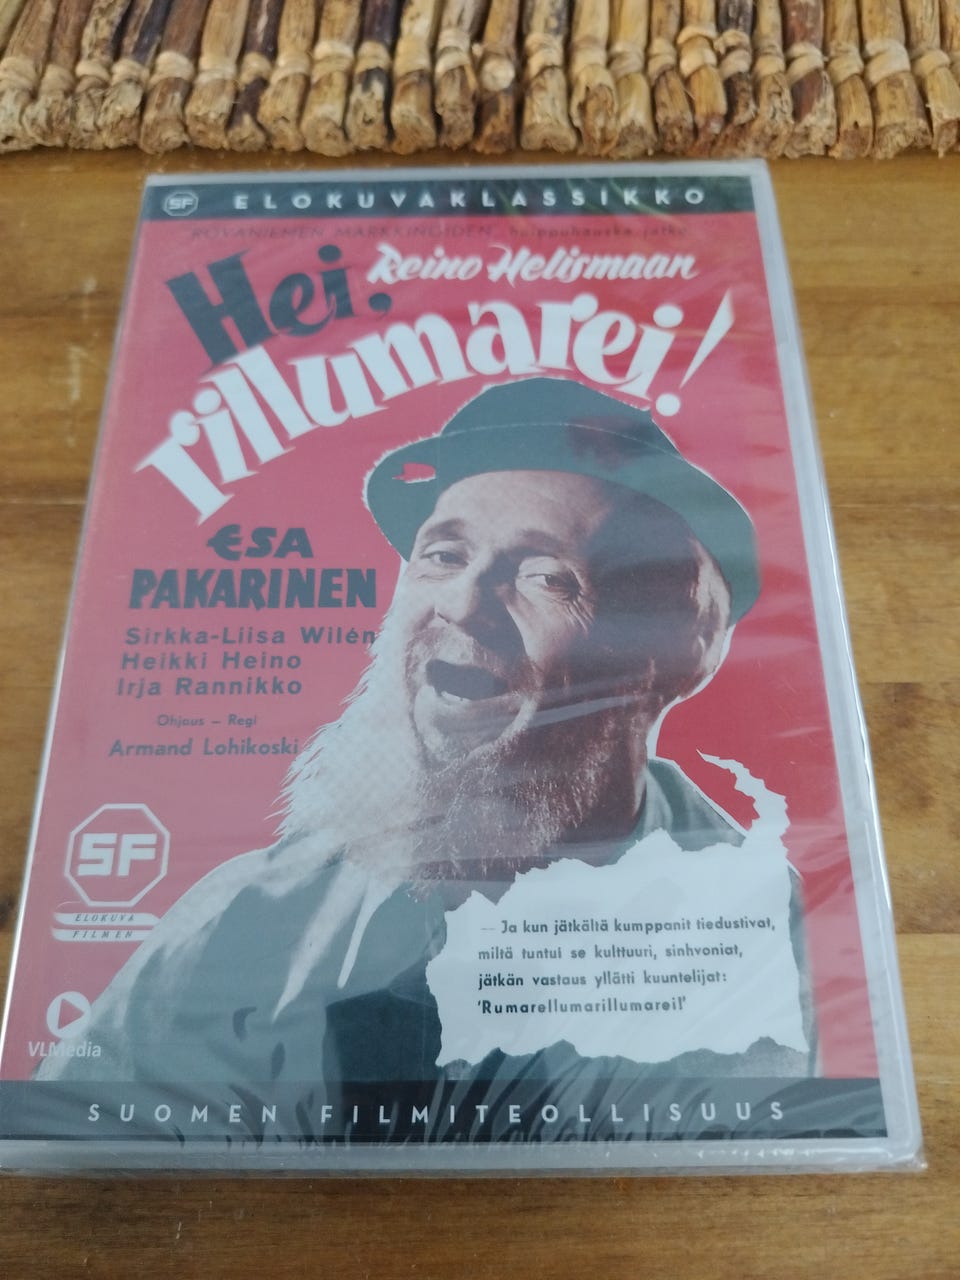 SF ELOKUVAKLASSIKKO
ROVANIEMEN MARKKINOIDEN huippuhauska jatko
Reino Helismaan
Hei,
rillumarei!
ESA
PAKARINEN
Sirkka-Liisa Wilén
Heikki Heino
Irja Rannikko
Ohjaus – Regi
Armand Lohikoski
SF
ELOKUVA
FILMEN
— Ja kun jätkältä kumppanit tiedustivat,
miltä tuntui se kulttuuri, sinhvoniat,
jätkän vastaus yllätti kuuntelijat:
'Rumarellumarillumarei!'
VLMedia
SUOMEN FILMITEOLLISUUS